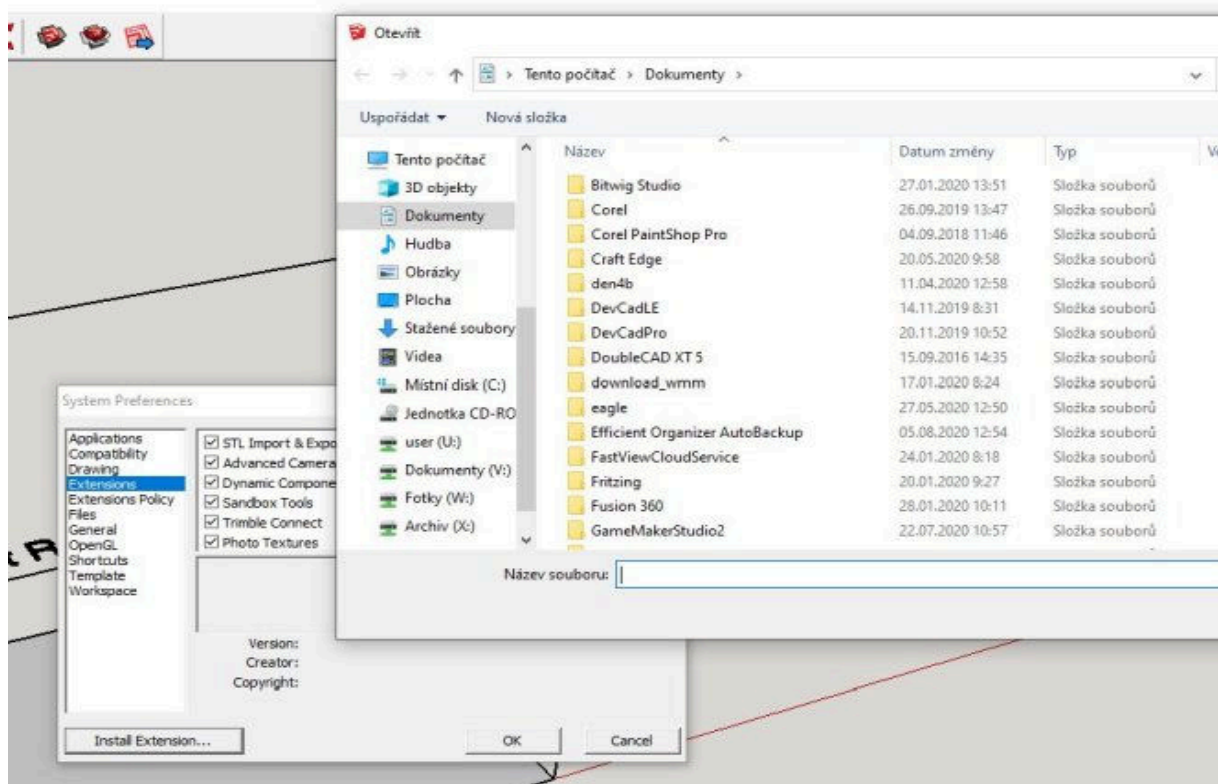 Otevřít
Tento počítač › Dokumenty ›
Uspořádat Nová složka
Tento počítač
3D objekty
Dokumenty
Hudba
Obrázky
Plocha
Stažené soubory
Videa
Místní disk (C:)
Jednotka CD-RO
user (U:)
Dokumenty (V:)
Fotky (W:)
Archiv (X:)
Název Datum změny Typ
Bitwig Studio 27.01.2020 13:51 Složka souborů
Corel 26.09.2019 13:47 Složka souborů
Corel PaintShop Pro 04.09.2018 11:46 Složka souborů
Craft Edge 20.05.2020 9:58 Složka souborů
den4b 11.04.2020 12:58 Složka souborů
DevCadLE 14.11.2019 8:31 Složka souborů
DevCadPro 20.11.2019 10:52 Složka souborů
DoubleCAD XT 5 15.09.2016 14:35 Složka souborů
download_wmm 17.01.2020 8:24 Složka souborů
eagle 27.05.2020 12:50 Složka souborů
Efficient Organizer AutoBackup 05.08.2020 12:54 Složka souborů
FastViewCloudService 24.01.2020 8:18 Složka souborů
Fritzing 20.01.2020 9:27 Složka souborů
Fusion 360 28.01.2020 10:11 Složka souborů
GameMakerStudio2 22.07.2020 10:57 Složka souborů
Název souboru:
System Preferences
Applications
Compatibility
Drawing
Extensions
Extensions Policy
Files
General
OpenGL
Shortcuts
Template
Workspace
STL Import & Expo
Advanced Camera
Dynamic Compone
Sandbox Tools
Trimble Connect
Photo Textures
Version:
Creator:
Copyright:
Install Extension... OK Cancel